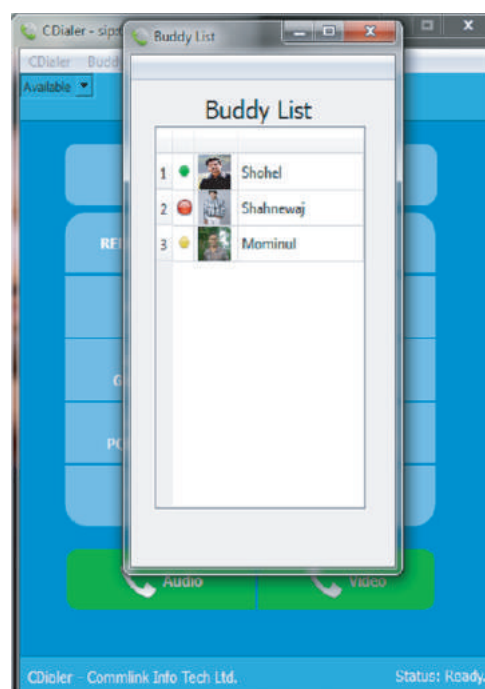 CDialer - sip:
Buddy List
CDialer Budd
Available
Buddy List
1 Shohel
2 Shahnewaj
3 Mominul
Audio Video
CDialer - Commlink Info Tech Ltd. Status: Ready.